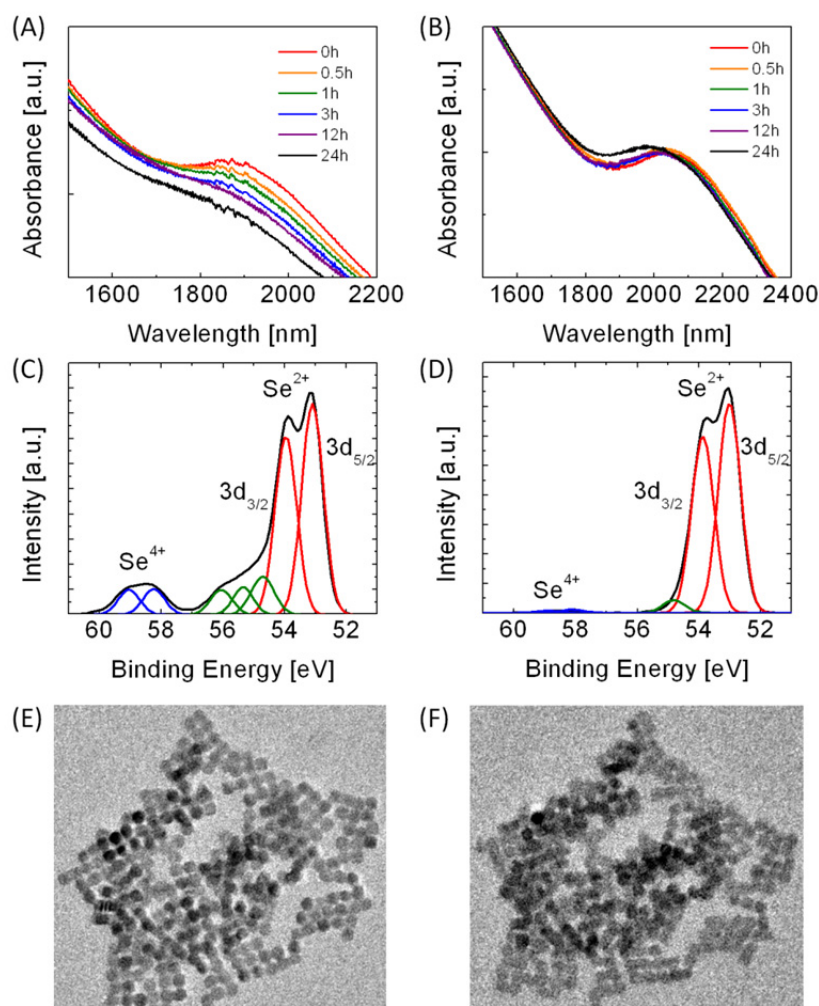 (A)
Absorbance [a.u.]
0h
0.5h
1h
3h
12h
24h
1600 1800 2000 2200
Wavelength [nm]
(B)
Absorbance [a.u.]
0h
0.5h
1h
3h
12h
24h
1600 1800 2000 2200 2400
Wavelength [nm]
(C)
Intensity [a.u.]
Se²⁺
3d₅/₂
3d₃/₂
Se⁴⁺
60 58 56 54 52
Binding Energy [eV]
(D)
Intensity [a.u.]
Se²⁺
3d₅/₂
3d₃/₂
Se⁴⁺
60 58 56 54 52
Binding Energy [eV]
(E)
(F)